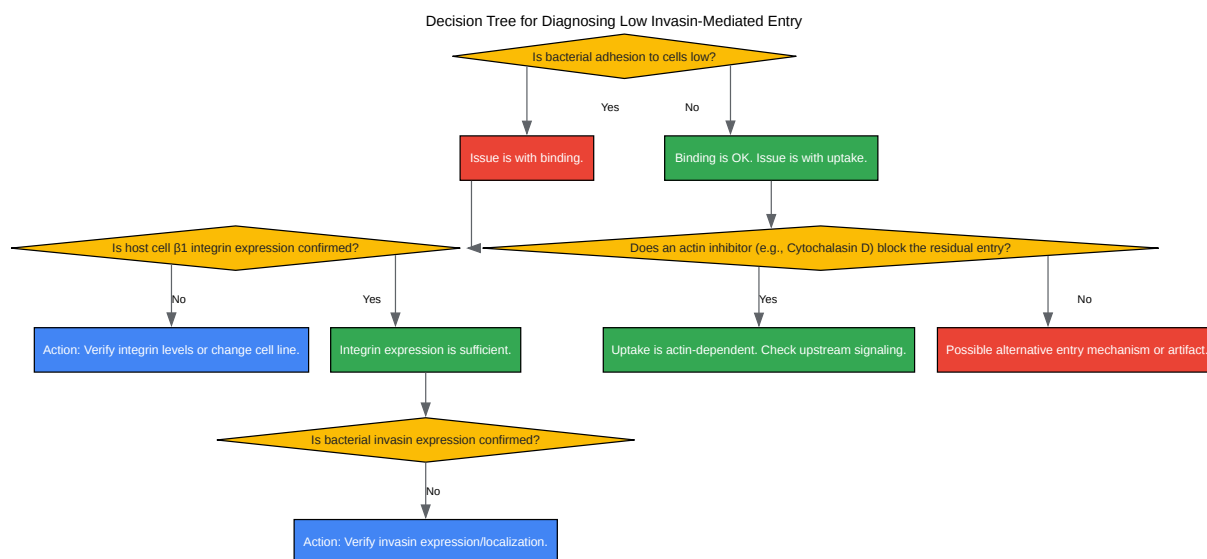 Decision Tree for Diagnosing Low Invasin-Mediated Entry
Is bacterial adhesion to cells low?
Yes
No
Issue is with binding.
Binding is OK. Issue is with uptake.
Is host cell β1 integrin expression confirmed?
Does an actin inhibitor (e.g., Cytochalasin D) block the residual entry?
No
Yes
Yes
No
Action: Verify integrin levels or change cell line.
Integrin expression is sufficient.
Uptake is actin-dependent. Check upstream signaling.
Possible alternative entry mechanism or artifact.
Is bacterial invasin expression confirmed?
No
Action: Verify invasin expression/localization.